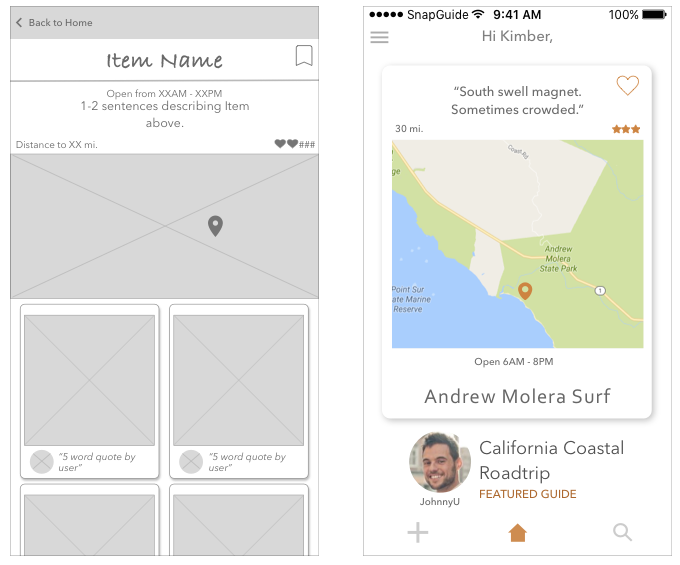 Back to Home
Item Name
Open from XXAM - XXPM
1-2 sentences describing Item
above.
Distance to XX mi.
###
“5 word quote by
user”
“5 word quote by
user”
SnapGuide
9:41 AM
100%
Hi Kimber,
“South swell magnet.
Sometimes crowded.”
30 mi.
Coast Rd
ge
Andrew
Molera
State Park
Point Sur
ate Marine
Reserve
1
Open 6AM - 8PM
Andrew Molera Surf
JohnnyU
California Coastal
Roadtrip
FEATURED GUIDE